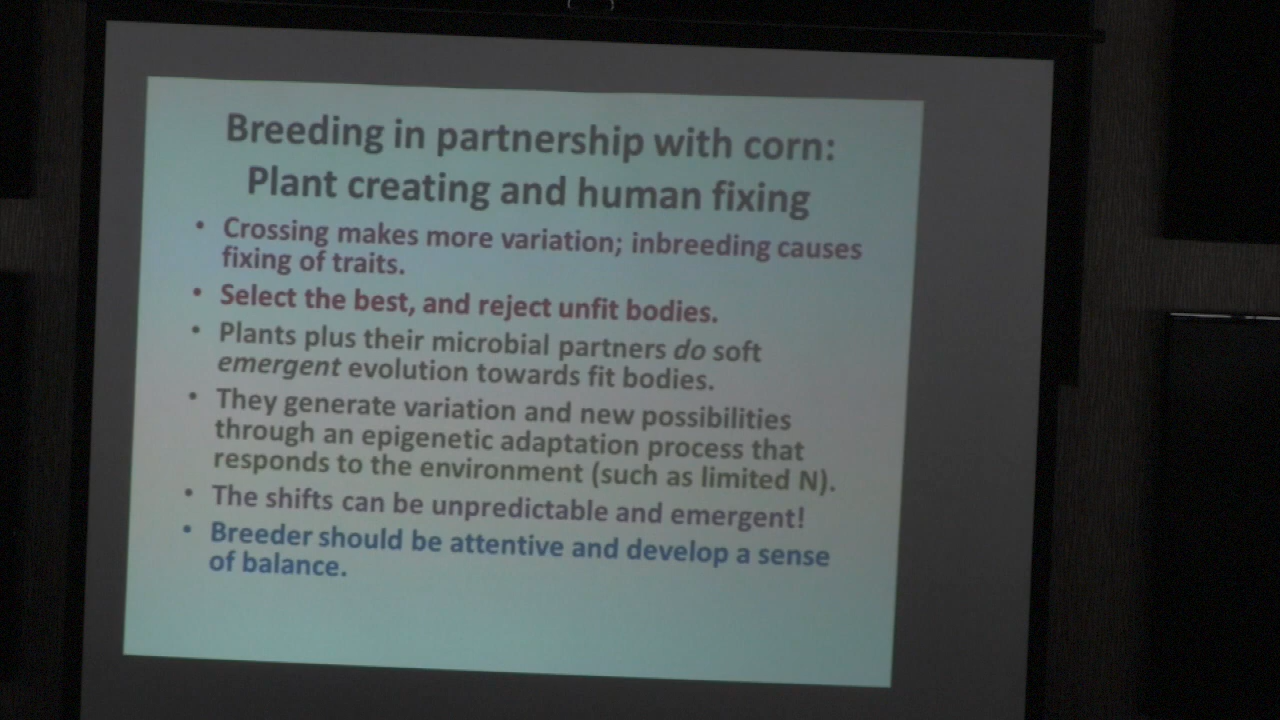 Breeding in partnership with corn:
Plant creating and human fixing
• Crossing makes more variation; inbreeding causes
fixing of traits.
• Select the best, and reject unfit bodies.
• Plants plus their microbial partners do soft
emergent evolution towards fit bodies.
• They generate variation and new possibilities
through an epigenetic adaptation process that
responds to the environment (such as limited N).
• The shifts can be unpredictable and emergent!
• Breeder should be attentive and develop a sense
of balance.